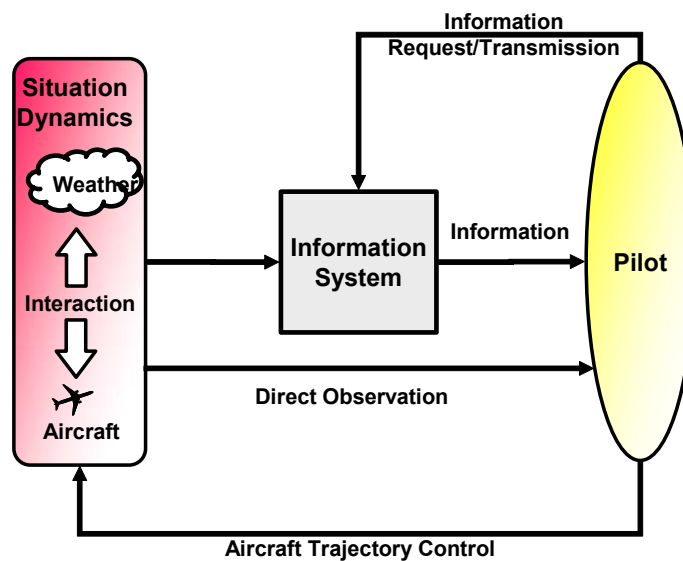 Information
Request/Transmission
Situation
Dynamics
Weather
Interaction
Aircraft
Information
System
Information
Pilot
Direct Observation
Aircraft Trajectory Control